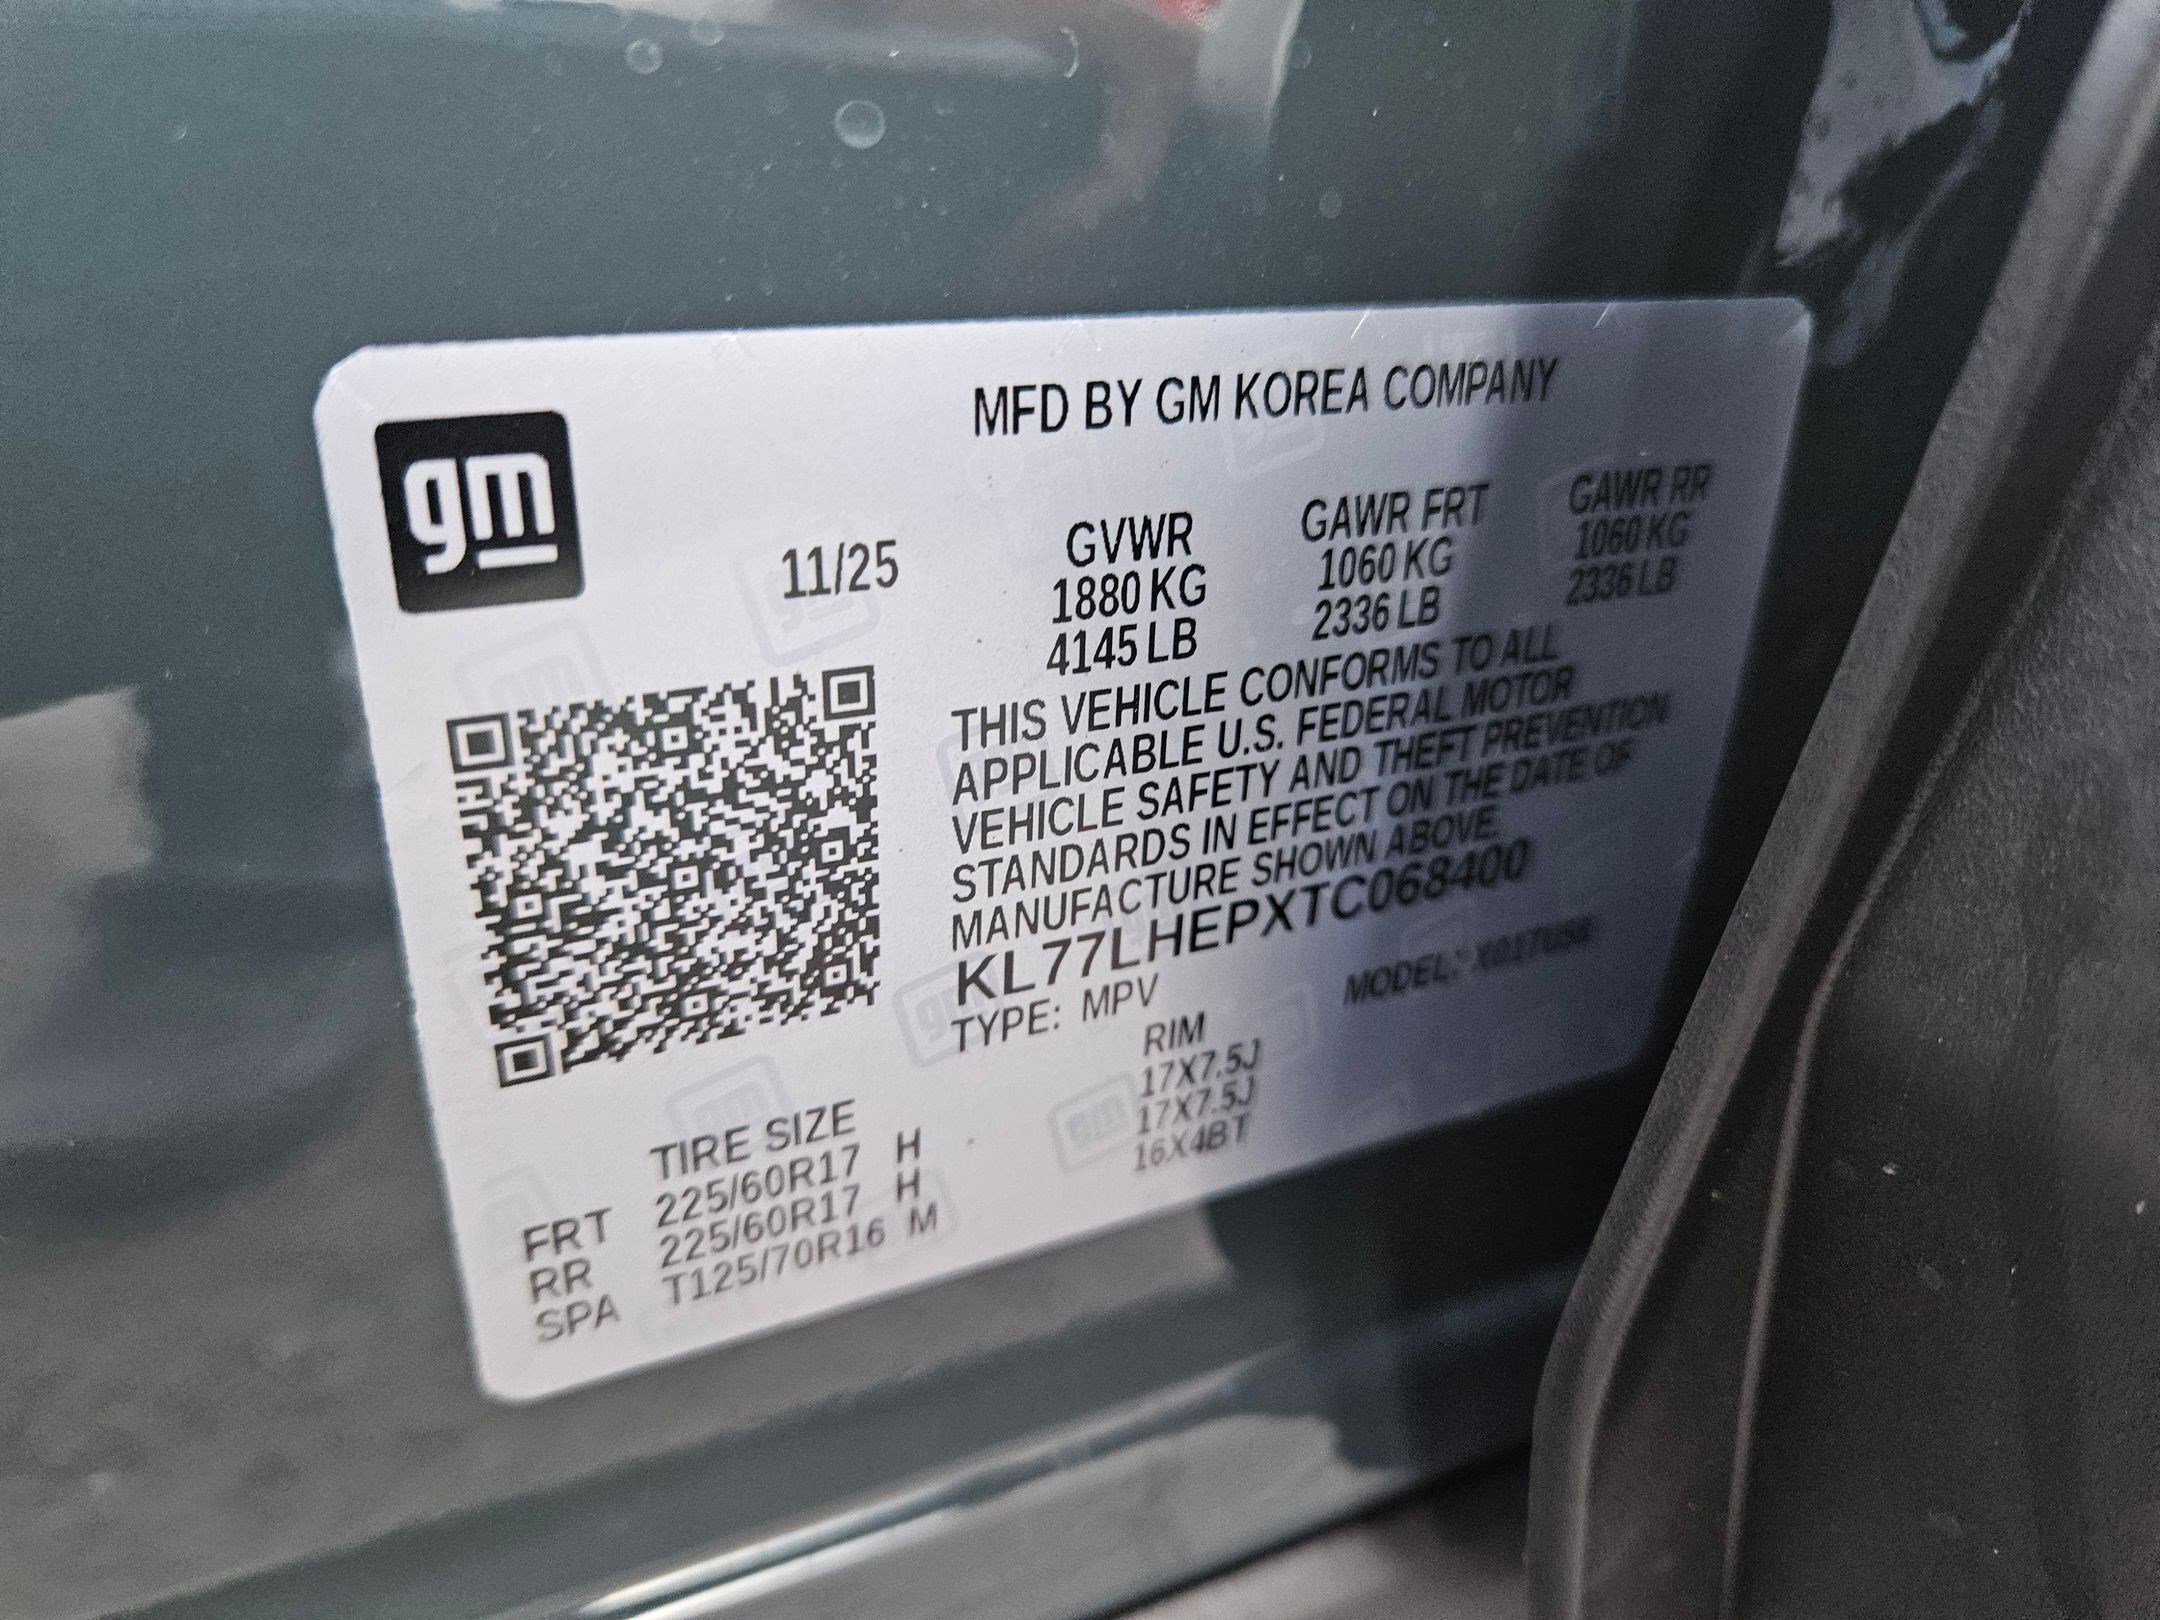 gm
MFD BY GM KOREA COMPANY
11/25
GVWR GAWR FRT GAWR RR
1880 KG 1060 KG 1060 KG
4145 LB 2336 LB 2336 LB
THIS VEHICLE CONFORMS TO ALL
APPLICABLE U.S. FEDERAL MOTOR
VEHICLE SAFETY AND THEFT PREVENTION
STANDARDS IN EFFECT ON THE DATE OF
MANUFACTURE SHOWN ABOVE.
KL77LHEPXTC068400
TYPE: MPV MODEL:
TIRE SIZE RIM
FRT 225/60R17 H 17X7.5J
RR 225/60R17 H 17X7.5J
SPA T125/70R16 M 16X4BT